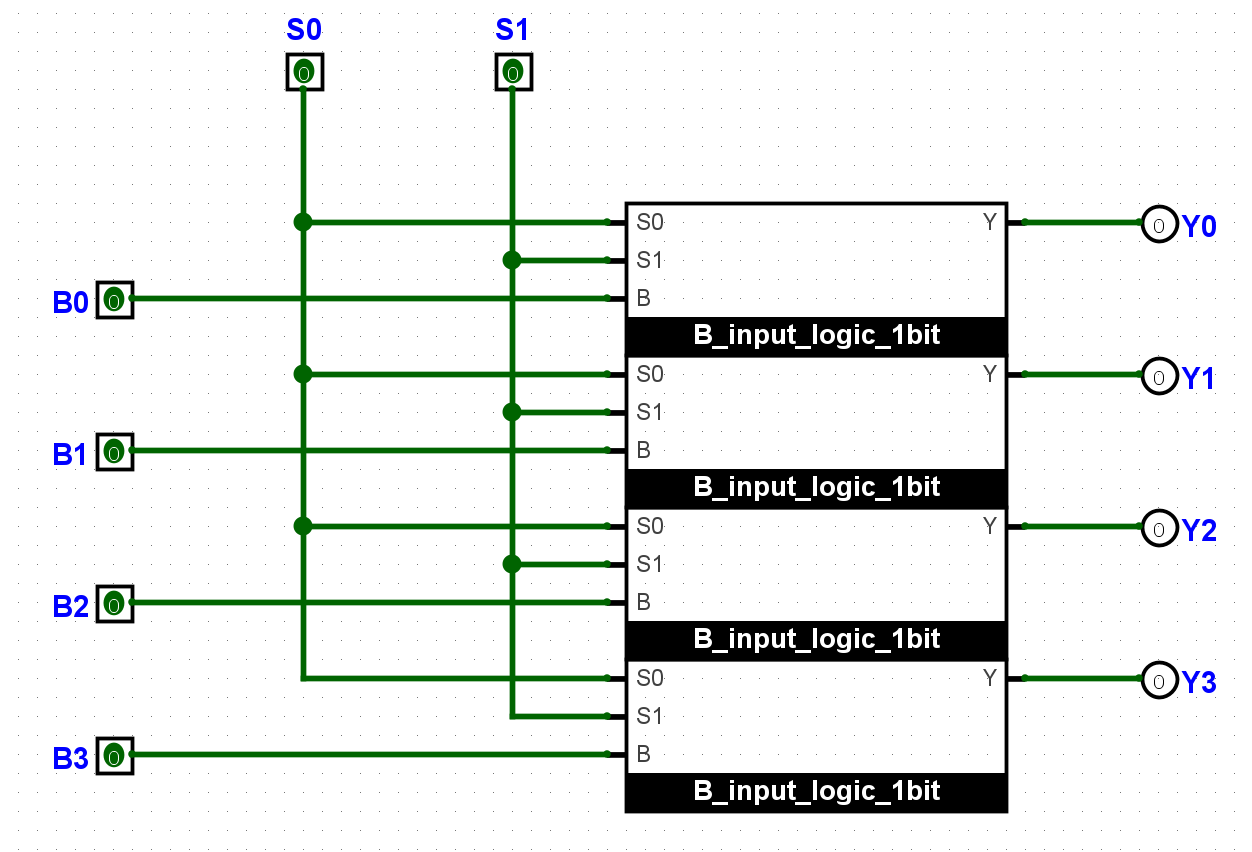 S0 S1
0 0
S0 Y 0 Y0
S1
B0 0 B
B_input_logic_1bit
S0 Y 0 Y1
S1
B1 0 B
B_input_logic_1bit
S0 Y 0 Y2
S1
B2 0 B
B_input_logic_1bit
S0 Y 0 Y3
S1
B3 0 B
B_input_logic_1bit